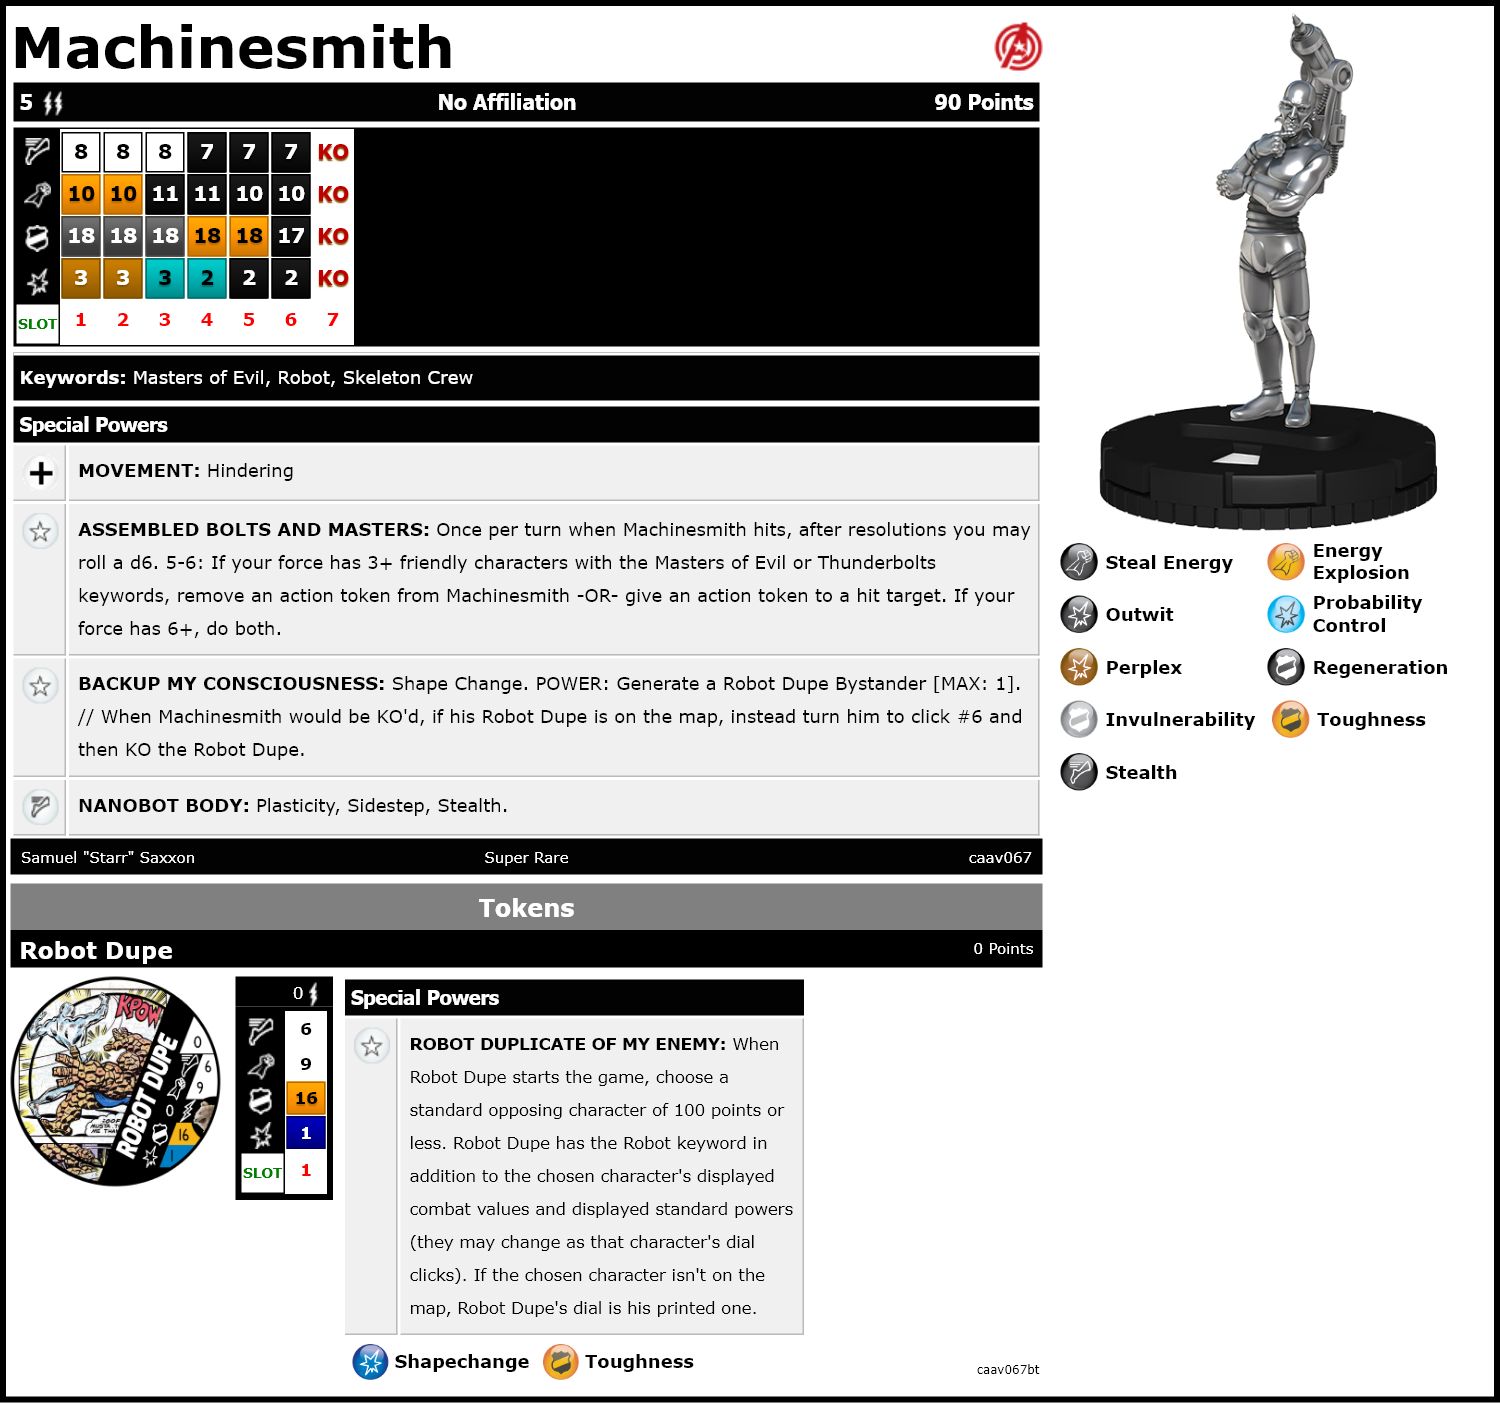 Machinesmith
5 No Affiliation 90 Points
8 8 8 7 7 7 KO
10 10 11 11 10 10 KO
18 18 18 18 18 17 KO
3 3 3 2 2 2 KO
SLOT 1 2 3 4 5 6 7
Keywords: Masters of Evil, Robot, Skeleton Crew
Special Powers
MOVEMENT: Hindering
ASSEMBLED BOLTS AND MASTERS: Once per turn when Machinesmith hits, after resolutions you may
roll a d6. 5-6: If your force has 3+ friendly characters with the Masters of Evil or Thunderbolts
keywords, remove an action token from Machinesmith -OR- give an action token to a hit target. If your
force has 6+, do both.
BACKUP MY CONSCIOUSNESS: Shape Change. POWER: Generate a Robot Dupe Bystander [MAX: 1].
// When Machinesmith would be KO'd, if his Robot Dupe is on the map, instead turn him to click #6 and
then KO the Robot Dupe.
NANOBOT BODY: Plasticity, Sidestep, Stealth.
Samuel "Starr" Saxxon Super Rare caav067
Steal Energy Energy
Explosion
Outwit Probability
Control
Perplex Regeneration
Invulnerability Toughness
Stealth
Tokens
Robot Dupe 0 Points
KPOW
ROBOT DUPE
0
6
9
0
16
1
0
6
9
16
1
SLOT 1
Special Powers
ROBOT DUPLICATE OF MY ENEMY: When
Robot Dupe starts the game, choose a
standard opposing character of 100 points or
less. Robot Dupe has the Robot keyword in
addition to the chosen character's displayed
combat values and displayed standard powers
(they may change as that character's dial
clicks). If the chosen character isn't on the
map, Robot Dupe's dial is his printed one.
Shapechange Toughness
caav067bt